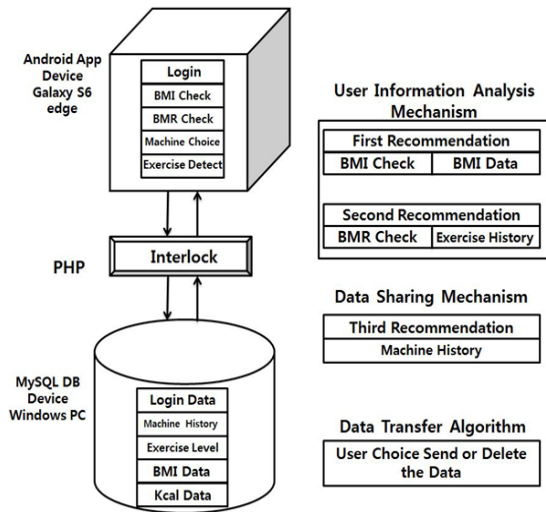 Android App
Device
Galaxy S6
edge
Login
BMI Check
BMR Check
Machine Choice
Exercise Detect
PHP
Interlock
MySQL DB
Device
Windows PC
Login Data
Machine History
Exercise Level
BMI Data
Kcal Data
User Information Analysis
Mechanism
First Recommendation
BMI Check BMI Data
Second Recommendation
BMR Check Exercise History
Data Sharing Mechanism
Third Recommendation
Machine History
Data Transfer Algorithm
User Choice Send or Delete
the Data